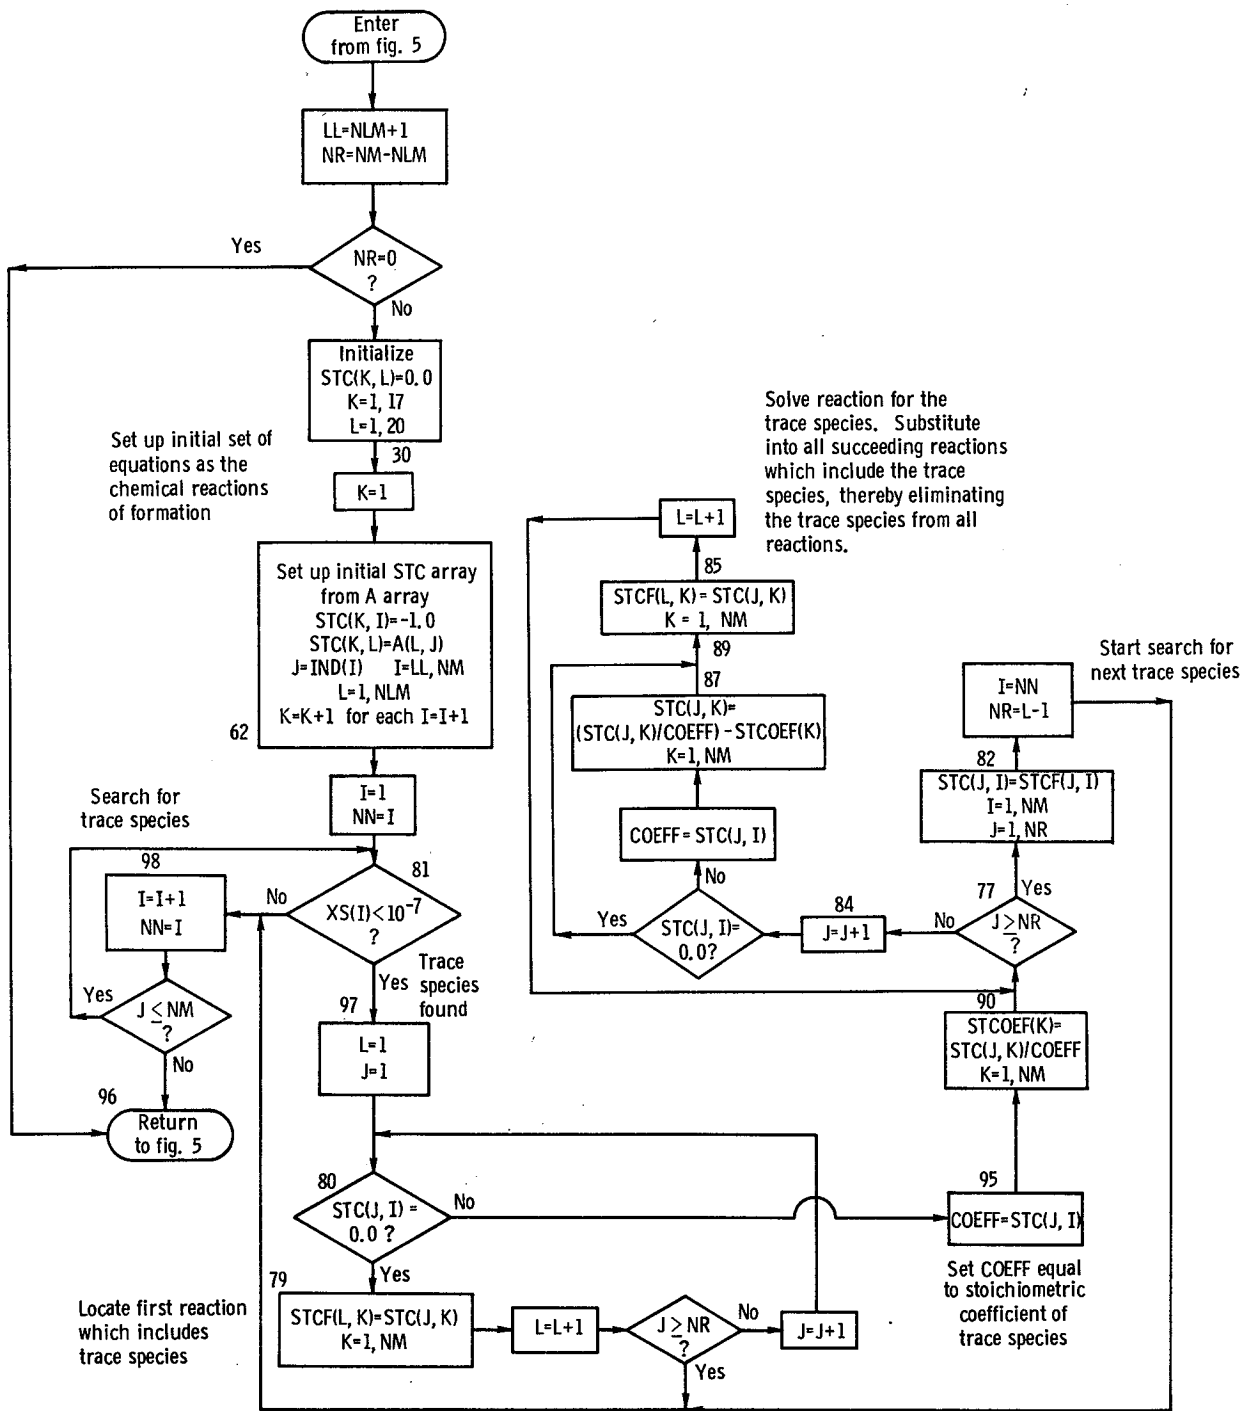 Enter
from fig. 5
LL=NLM+1
NR=NM-NLM
Yes
NR=0
?
No
Initialize
STC(K, L)=0.0
K=1, 17
L=1, 20
Set up initial set of
equations as the
chemical reactions
of formation
30
K=1
Set up initial STC array
from A array
STC(K, I)=-1.0
STC(K, L)=A(L, J)
J=IND(I) I=LL, NM
L=1, NLM
K=K+1 for each I=I+1
62
I=1
NN=I
Search for
trace species
98
I=I+1
NN=I
No
81
XS(I)<10-7
?
Yes
J ≤ NM
?
No
96
Return
to fig. 5
Yes
Trace
species
found
97
L=1
J=1
80
STC(J, I) =
0.0 ?
No
Yes
79
STCF(L, K)=STC(J, K)
K=1, NM
Locate first reaction
which includes
trace species
L=L+1
J ≥ NR
?
No
J=J+1
Yes
95
COEFF=STC(J, I)
Set COEFF equal
to stoichiometric
coefficient of
trace species
90
STCOEF(K)=
STC(J, K)/COEFF
K=1, NM
77
J ≥ NR
?
Yes
No
84
J=J+1
STC(J, I)=
0.0?
Yes
No
COEFF=STC(J, I)
87
STC(J, K)=
(STC(J, K)/COEFF) - STCOEF(K)
K=1, NM
89
STCF(L, K) = STC(J, K)
K = 1, NM
85
L=L+1
Solve reaction for the
trace species. Substitute
into all succeeding reactions
which include the trace
species, thereby eliminating
the trace species from all
reactions.
82
STC(J, I)=STCF(J, I)
I=1, NM
J=1, NR
I=NN
NR=L-1
Start search for
next trace species